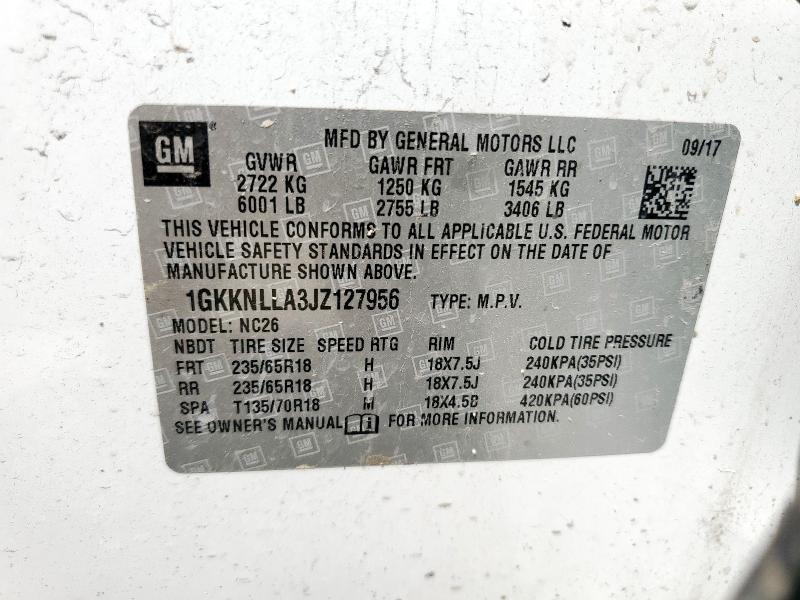 GM
MFD BY GENERAL MOTORS LLC 09/17
GVWR GAWR FRT GAWR RR
2722 KG 1250 KG 1545 KG
6001 LB 2755 LB 3406 LB
THIS VEHICLE CONFORMS TO ALL APPLICABLE U.S. FEDERAL MOTOR
VEHICLE SAFETY STANDARDS IN EFFECT ON THE DATE OF
MANUFACTURE SHOWN ABOVE.
1GKKNLLA3JZ127956 TYPE: M.P.V.
MODEL: NC26
NBDT TIRE SIZE SPEED RTG RIM COLD TIRE PRESSURE
FRT 235/65R18 H 18X7.5J 240KPA(35PSI)
RR 235/65R18 H 18X7.5J 240KPA(35PSI)
SPA T135/70R18 M 18X4.5B 420KPA(60PSI)
SEE OWNER'S MANUAL FOR MORE INFORMATION.